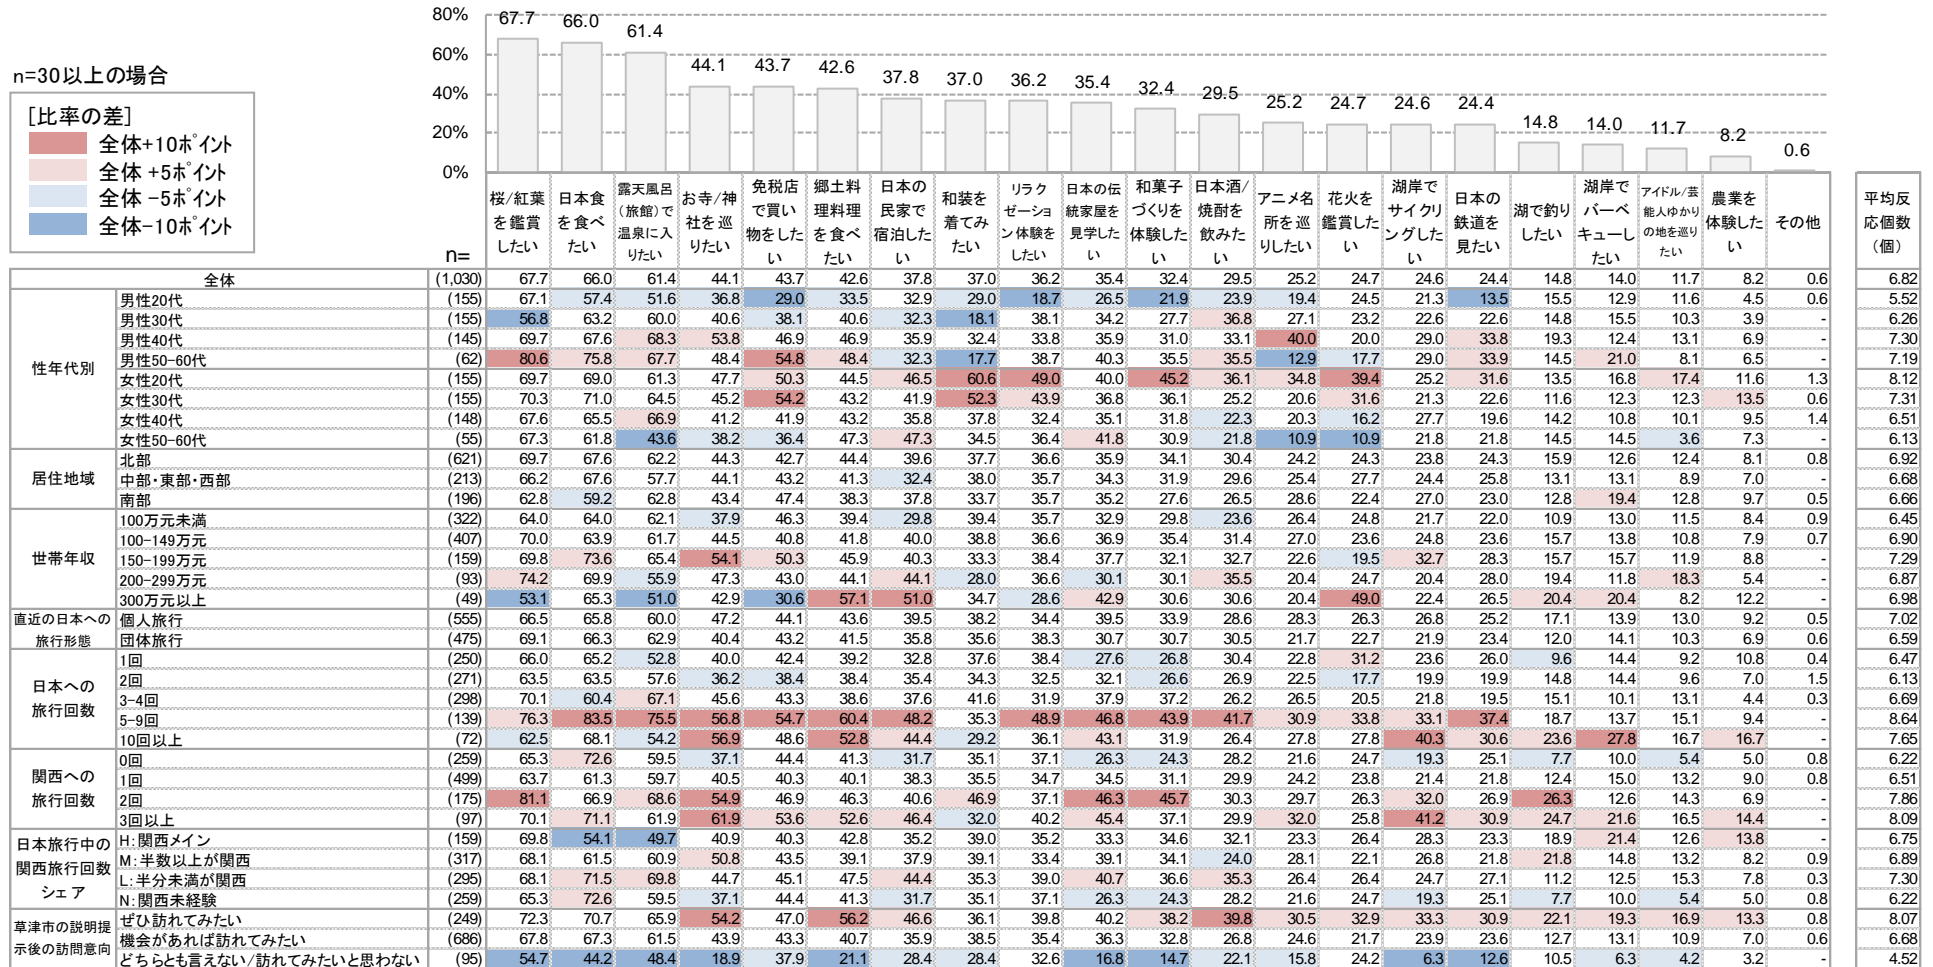 80%
60%
40%
20%
0%
67.7 66.0 61.4 44.1 43.7 42.6 37.8 37.0 36.2 35.4 32.4 29.5 25.2 24.7 24.6 24.4 14.8 14.0 11.7 8.2 0.6
n=30以上の場合
[比率の差]
全体+10ポイント
全体 +5ポイント
全体 -5ポイント
全体-10ポイント
n=
桜/紅葉を鑑賞したい
日本食を食べたい
露天風呂(旅館)で温泉に入りたい
お寺/神社を巡りたい
免税店で買い物をしたい
郷土料理料理を食べたい
日本の民家で宿泊したい
和装を着てみたい
リラクゼーション体験をしたい
日本の伝統家屋を見学したい
和菓子づくりを体験したい
日本酒/焼酎を飲みたい
アニメ名所を巡りしたい
花火を鑑賞したい
湖岸でサイクリングしたい
日本の鉄道を見たい
湖で釣りしたい
湖岸でバーベキューしたい
アイドル/芸能人ゆかりの地を巡りたい
農業を体験したい
その他
平均反応個数(個)
全体 (1,030) 67.7 66.0 61.4 44.1 43.7 42.6 37.8 37.0 36.2 35.4 32.4 29.5 25.2 24.7 24.6 24.4 14.8 14.0 11.7 8.2 0.6 6.82
性年代別
男性20代 (155) 67.1 57.4 51.6 36.8 29.0 33.5 32.9 29.0 18.7 26.5 21.9 23.9 19.4 24.5 21.3 13.5 15.5 12.9 11.6 4.5 0.6 5.52
男性30代 (155) 56.8 63.2 60.0 40.6 38.1 40.6 32.3 18.1 38.1 34.2 27.7 36.8 27.1 23.2 22.6 22.6 14.8 15.5 10.3 3.9 - 6.26
男性40代 (145) 69.7 67.6 68.3 53.8 46.9 46.9 35.9 32.4 33.8 35.9 31.0 33.1 40.0 20.0 29.0 33.8 19.3 12.4 13.1 6.9 - 7.30
男性50-60代 (62) 80.6 75.8 67.7 48.4 54.8 48.4 32.3 17.7 38.7 40.3 35.5 35.5 12.9 17.7 29.0 33.9 14.5 21.0 8.1 6.5 - 7.19
女性20代 (155) 69.7 69.0 61.3 47.7 50.3 44.5 46.5 60.6 49.0 40.0 45.2 36.1 34.8 39.4 25.2 31.6 13.5 16.8 17.4 11.6 1.3 8.12
女性30代 (155) 70.3 71.0 64.5 45.2 54.2 43.2 41.9 52.3 43.9 36.8 36.1 25.2 20.6 31.6 21.3 22.6 11.6 12.3 12.3 13.5 0.6 7.31
女性40代 (148) 67.6 65.5 66.9 41.2 41.9 43.2 35.8 37.8 32.4 35.1 31.8 22.3 20.3 16.2 27.7 19.6 14.2 10.8 10.1 9.5 1.4 6.51
女性50-60代 (55) 67.3 61.8 43.6 38.2 36.4 47.3 47.3 34.5 36.4 41.8 30.9 21.8 10.9 10.9 21.8 21.8 14.5 14.5 3.6 7.3 - 6.13
居住地域
北部 (621) 69.7 67.6 62.2 44.3 42.7 44.4 39.6 37.7 36.6 35.9 34.1 30.4 24.2 24.3 23.8 24.3 15.9 12.6 12.4 8.1 0.8 6.92
中部・東部・西部 (213) 66.2 67.6 57.7 44.1 43.2 41.3 32.4 38.0 35.7 34.3 31.9 29.6 25.4 27.7 24.4 25.8 13.1 13.1 8.9 7.0 - 6.68
南部 (196) 62.8 59.2 62.8 43.4 47.4 38.3 37.8 33.7 35.7 35.2 27.6 26.5 28.6 22.4 27.0 23.0 12.8 19.4 12.8 9.7 0.5 6.66
世帯年収
100万元未満 (322) 64.0 64.0 62.1 37.9 46.3 39.4 29.8 39.4 35.7 32.9 29.8 23.6 26.4 24.8 21.7 22.0 10.9 13.0 11.5 8.4 0.9 6.45
100-149万元 (407) 70.0 63.9 61.7 44.5 40.8 41.8 40.0 38.8 36.6 36.9 35.4 31.4 27.0 23.6 24.8 23.6 15.7 13.8 10.8 7.9 0.7 6.90
150-199万元 (159) 69.8 73.6 65.4 54.1 50.3 45.9 40.3 33.3 38.4 37.7 32.1 32.7 22.6 19.5 32.7 28.3 15.7 15.7 11.9 8.8 - 7.29
200-299万元 (93) 74.2 69.9 55.9 47.3 43.0 44.1 44.1 28.0 36.6 30.1 30.1 35.5 20.4 24.7 20.4 28.0 19.4 11.8 18.3 5.4 - 6.87
300万元以上 (49) 53.1 65.3 51.0 42.9 30.6 57.1 51.0 34.7 28.6 42.9 30.6 30.6 20.4 49.0 22.4 26.5 20.4 20.4 8.2 12.2 - 6.98
直近の日本への旅行形態
個人旅行 (555) 66.5 65.8 60.0 47.2 44.1 43.6 39.5 38.2 34.4 39.5 33.9 28.6 28.3 26.3 26.8 25.2 17.1 13.9 13.0 9.2 0.5 7.02
団体旅行 (475) 69.1 66.3 62.9 40.4 43.2 41.5 35.8 35.6 38.3 30.7 30.7 30.5 21.7 22.7 21.9 23.4 12.0 14.1 10.3 6.9 0.6 6.59
日本への旅行回数
1回 (250) 66.0 65.2 52.8 40.0 42.4 39.2 32.8 37.6 38.4 27.6 26.8 30.4 22.8 31.2 23.6 26.0 9.6 14.4 9.2 10.8 0.4 6.47
2回 (271) 63.5 63.5 57.6 36.2 38.4 38.4 35.4 34.3 32.5 32.1 26.6 26.9 22.5 17.7 19.9 19.9 14.8 14.4 9.6 7.0 1.5 6.13
3-4回 (298) 70.1 60.4 67.1 45.6 43.3 38.6 37.6 41.6 31.9 37.9 37.2 26.2 26.5 20.5 21.8 19.5 15.1 10.1 13.1 4.4 0.3 6.69
5-9回 (139) 76.3 83.5 75.5 56.8 54.7 60.4 48.2 35.3 48.9 46.8 43.9 41.7 30.9 33.8 33.1 37.4 18.7 13.7 15.1 9.4 - 8.64
10回以上 (72) 62.5 68.1 54.2 56.9 48.6 52.8 44.4 29.2 36.1 43.1 31.9 26.4 27.8 27.8 40.3 30.6 23.6 27.8 16.7 16.7 - 7.65
関西への旅行回数
0回 (259) 65.3 72.6 59.5 37.1 44.4 41.3 31.7 35.1 37.1 26.3 24.3 28.2 21.6 24.7 19.3 25.1 7.7 10.0 5.4 5.0 0.8 6.22
1回 (499) 63.7 61.3 59.7 40.5 40.3 40.1 38.3 35.5 34.7 34.5 31.1 29.9 24.2 23.8 21.4 21.8 12.4 15.0 13.2 9.0 0.8 6.51
2回 (175) 81.1 66.9 68.6 54.9 46.9 46.3 40.6 46.9 37.1 46.3 45.7 30.3 29.7 26.3 32.0 26.9 26.3 12.6 14.3 6.9 - 7.86
3回以上 (97) 70.1 71.1 61.9 61.9 53.6 52.6 46.4 32.0 40.2 45.4 37.1 29.9 32.0 25.8 41.2 30.9 24.7 21.6 16.5 14.4 - 8.09
日本旅行中の関西旅行回数シェア
H:関西メイン (159) 69.8 54.1 49.7 40.9 40.3 42.8 35.2 39.0 35.2 33.3 34.6 32.1 23.3 26.4 28.3 23.3 18.9 21.4 12.6 13.8 - 6.75
M:半数以上が関西 (317) 68.1 61.5 60.9 50.8 43.5 39.1 37.9 39.1 33.4 39.1 34.1 24.0 28.1 22.1 26.8 21.8 21.8 14.8 13.2 8.2 0.9 6.89
L:半分未満が関西 (295) 68.1 71.5 69.8 44.7 45.1 47.5 44.4 35.3 39.0 40.7 36.6 35.3 26.4 26.4 24.7 27.1 11.2 12.5 15.3 7.8 0.3 7.30
N:関西未経験 (259) 65.3 72.6 59.5 37.1 44.4 41.3 31.7 35.1 37.1 26.3 24.3 28.2 21.6 24.7 19.3 25.1 7.7 10.0 5.4 5.0 0.8 6.22
草津市の説明提示後の訪問意向
ぜひ訪れてみたい (249) 72.3 70.7 65.9 54.2 47.0 56.2 46.6 36.1 39.8 40.2 38.2 39.8 30.5 32.9 33.3 30.9 22.1 19.3 16.9 13.3 0.8 8.07
機会があれば訪れてみたい (686) 67.8 67.3 61.5 43.9 43.3 40.7 35.9 38.5 35.4 36.3 32.8 26.8 24.6 21.7 23.9 23.6 12.7 13.1 10.9 7.0 0.6 6.68
どちらとも言えない/訪れてみたいと思わない (95) 54.7 44.2 48.4 18.9 37.9 21.1 28.4 28.4 32.6 16.8 14.7 22.1 15.8 24.2 6.3 12.6 10.5 6.3 4.2 3.2 - 4.52